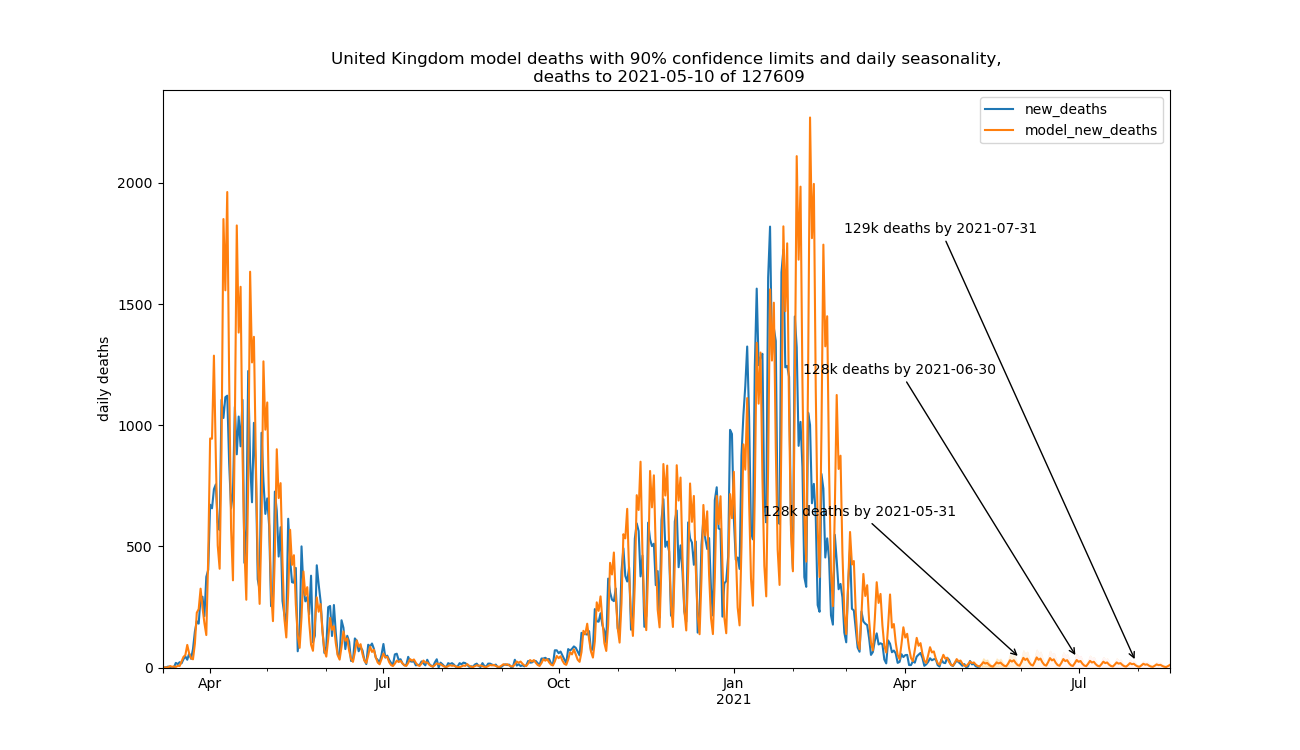 United Kingdom model deaths with 90% confidence limits and daily seasonality,
deaths to 2021-05-10 of 127609
new_deaths
model_new_deaths
daily deaths
2000
1500
1000
500
0
129k deaths by 2021-07-31
128k deaths by 2021-06-30
128k deaths by 2021-05-31
Apr
Jul
Oct
Jan
2021
Apr
Jul